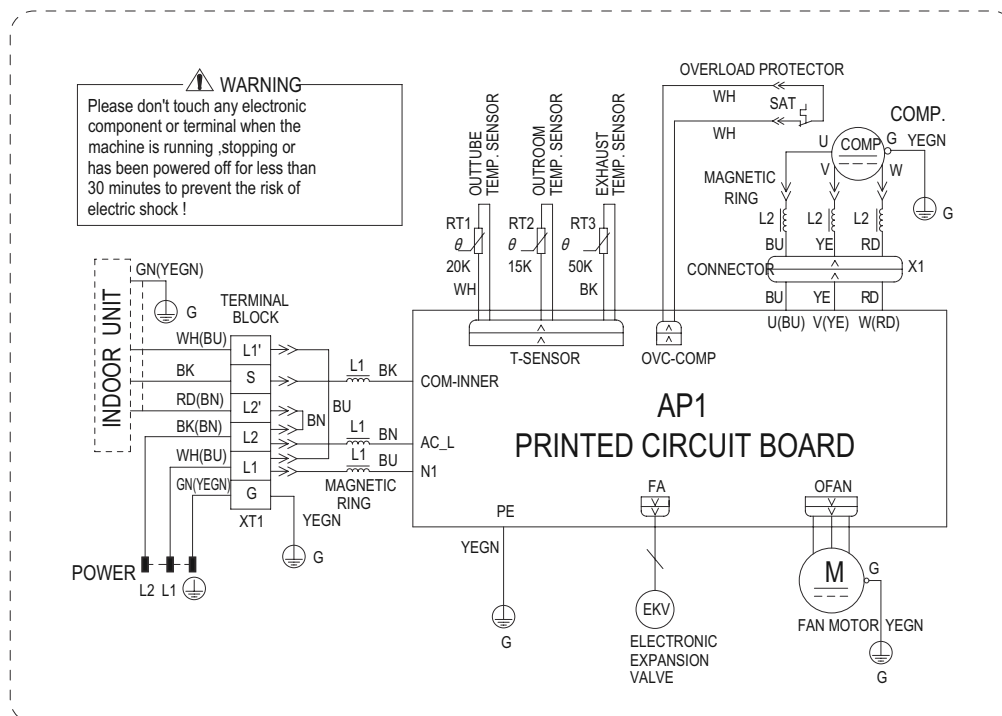 WARNING
Please don't touch any electronic
component or terminal when the
machine is running ,stopping or
has been powered off for less than
30 minutes to prevent the risk of
electric shock !
OVERLOAD PROTECTOR
WH
SAT
WH
COMP.
U
COMP
G
YEGN
V
W
G
MAGNETIC
RING
L2
L2
L2
BU
YE
RD
CONNECTOR
X1
BU
YE
RD
U(BU)
V(YE)
W(RD)
OUTTUBE
TEMP. SENSOR
OUTROOM
TEMP. SENSOR
EXHAUST
TEMP. SENSOR
RT1
RT2
RT3
θ
θ
θ
20K
15K
50K
WH
BK
T-SENSOR
OVC-COMP
INDOOR UNIT
GN(YEGN)
G
TERMINAL
BLOCK
WH(BU)
L1'
BK
S
L1
BK
COM-INNER
RD(BN)
L2'
BN
BU
BK(BN)
L2
L1
BN
AC_L
WH(BU)
L1
L1
BU
N1
GN(YEGN)
G
MAGNETIC
RING
XT1
YEGN
G
POWER
L2
L1
AP1
PRINTED CIRCUIT BOARD
PE
YEGN
G
FA
EKV
ELECTRONIC
EXPANSION
VALVE
OFAN
M
G
FAN MOTOR
YEGN
G